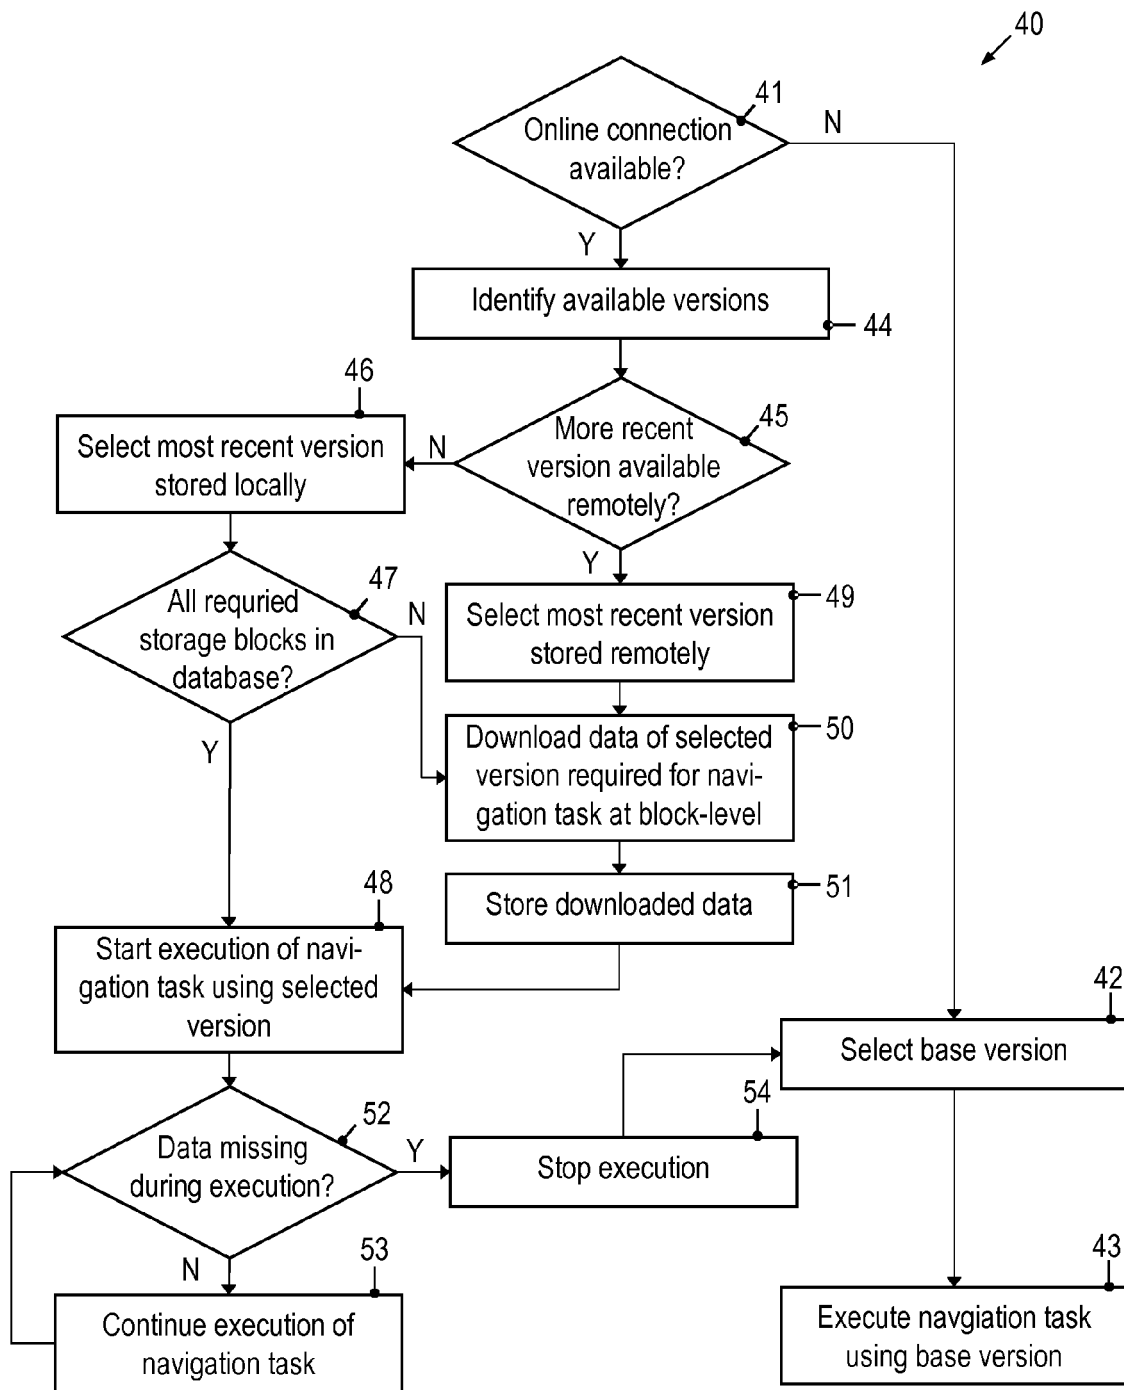 40
41
Online connection
available?
N
Y
Identify available versions
44
46
Select most recent version
stored locally
N
45
More recent
version available
remotely?
Y
47
All requried
storage blocks in
database?
N
Y
49
Select most recent version
stored remotely
50
Download data of selected
version required for navi-
gation task at block-level
51
Store downloaded data
48
Start execution of navi-
gation task using selected
version
42
Select base version
52
Data missing
during execution?
Y
54
Stop execution
N
53
Continue execution of
navigation task
43
Execute navgiation task
using base version